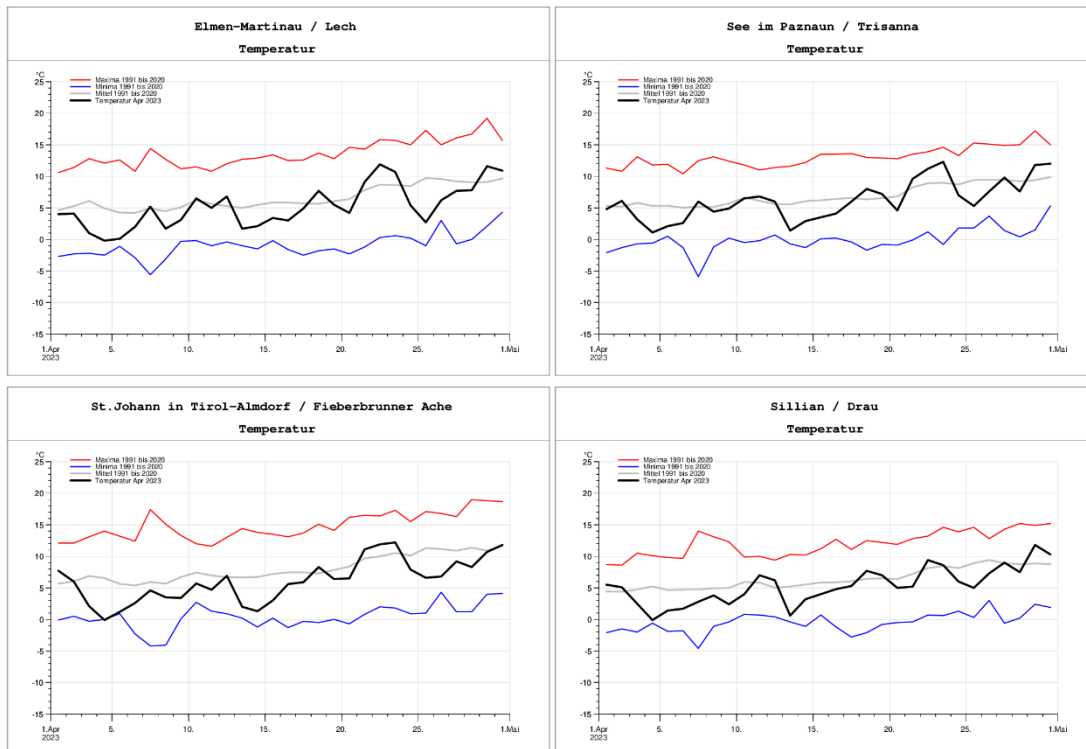 Elmen-Martinau / Lech
Temperatur
°C
25
20
15
10
5
0
-5
-10
-15
Maxima 1991 bis 2020
Minima 1991 bis 2020
Mittel 1991 bis 2020
Temperatur Apr 2023
1.Apr 5. 10. 15. 20. 25. 1.Mai
2023
See im Paznaun / Trisanna
Temperatur
°C
25
20
15
10
5
0
-5
-10
-15
Maxima 1991 bis 2020
Minima 1991 bis 2020
Mittel 1991 bis 2020
Temperatur Apr 2023
1.Apr 5. 10. 15. 20. 25. 1.Mai
2023
St.Johann in Tirol-Almdorf / Fieberbrunner Ache
Temperatur
°C
25
20
15
10
5
0
-5
-10
-15
Maxima 1991 bis 2020
Minima 1991 bis 2020
Mittel 1991 bis 2020
Temperatur Apr 2023
1.Apr 5. 10. 15. 20. 25. 1.Mai
2023
Sillian / Drau
Temperatur
°C
25
20
15
10
5
0
-5
-10
-15
Maxima 1991 bis 2020
Minima 1991 bis 2020
Mittel 1991 bis 2020
Temperatur Apr 2023
1.Apr 5. 10. 15. 20. 25. 1.Mai
2023